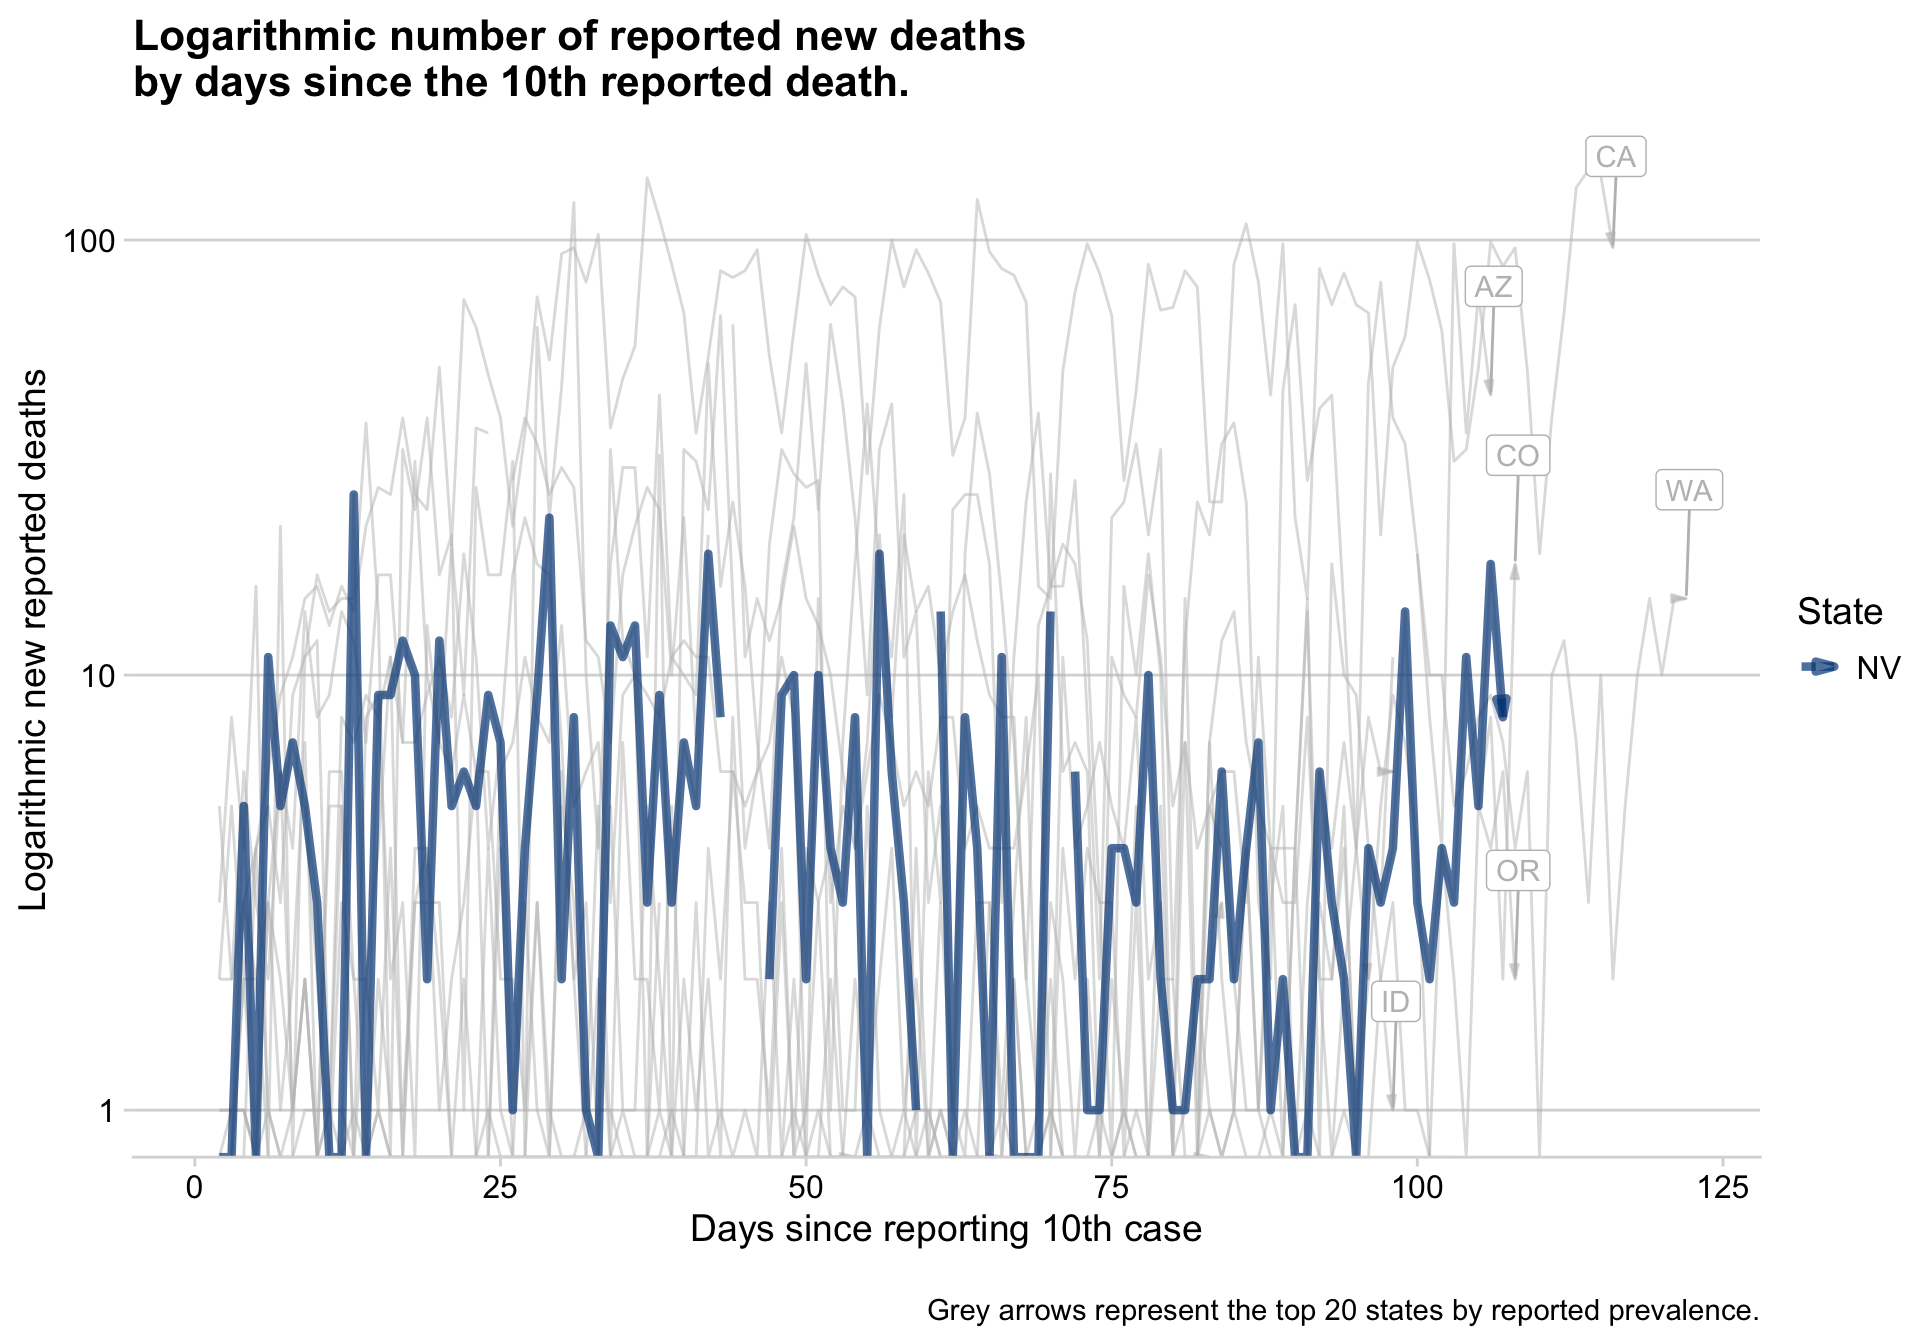 Logarithmic number of reported new deaths
by days since the 10th reported death.
CA
100
AZ
CO
WA
Logarithmic new reported deaths
State
NV
10
OR
ID
1
0 25 50 75 100 125
Days since reporting 10th case
Grey arrows represent the top 20 states by reported prevalence.